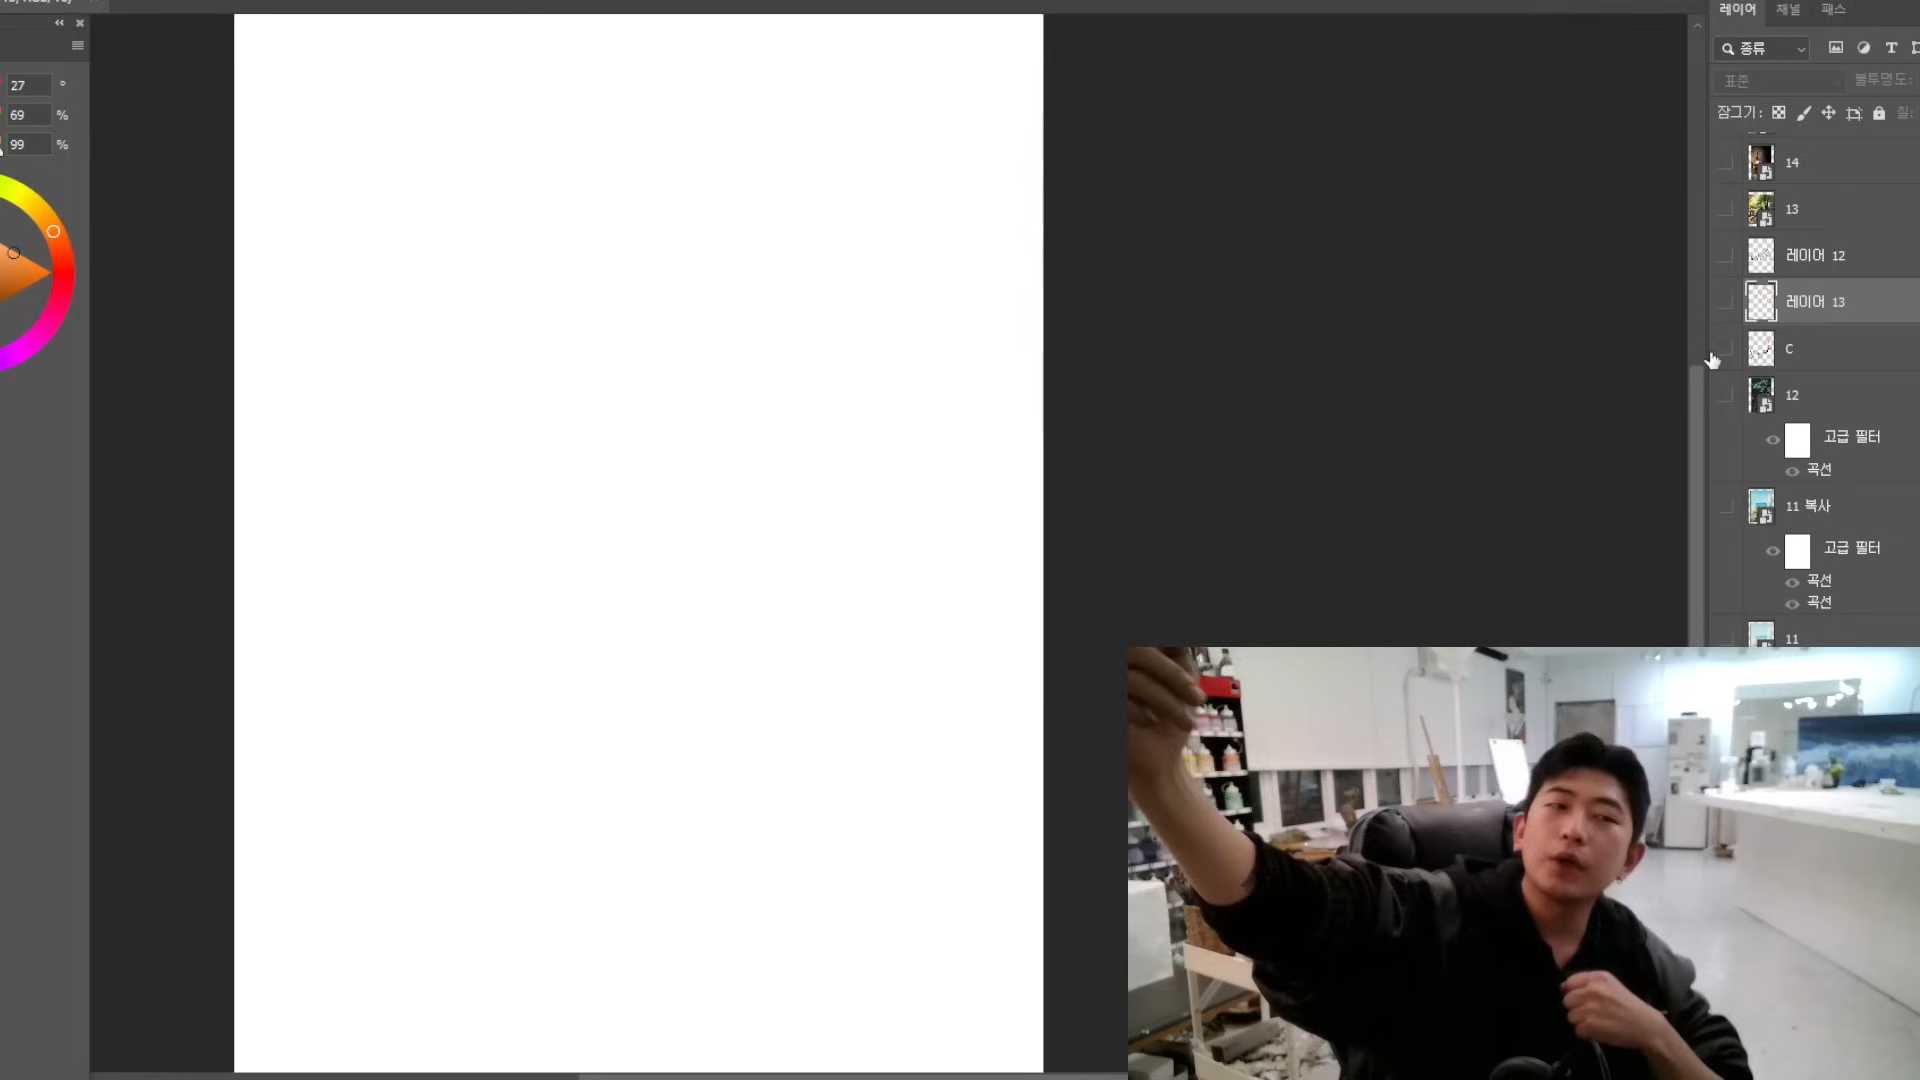 레이어 채널 패스
27 °
종류
69 %
표준 불투명도:
99 %
잠그기:
14
13
레이어 12
레이어 13
C
12
고급 필터
곡선
11 복사
고급 필터
곡선
곡선
11